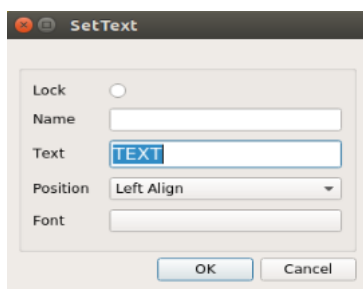 SetText
Lock
Name
Text TEXT
Position Left Align
Font
OK Cancel